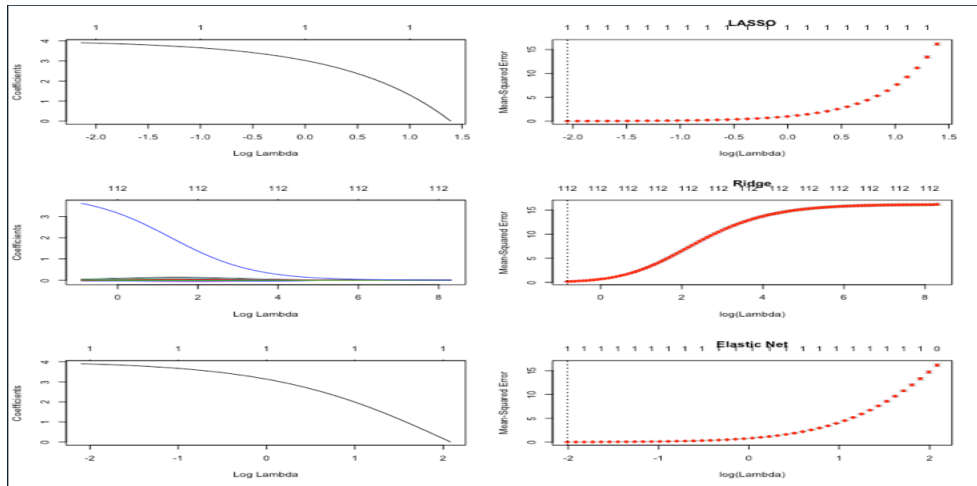 1 1 1 1
Coefficients
4
3
2
1
0
-2.0 -1.5 -1.0 -0.5 0.0 0.5 1.0 1.5
Log Lambda
LASSO
1 1 1 1 1 1 1 1 1 1 1 1 1 1 1 1 1 1 1
Mean-Squared Error
15
10
5
0
-2.0 -1.5 -1.0 -0.5 0.0 0.5 1.0 1.5
log(Lambda)
112 112 112 112 112
Coefficients
3
2
1
0
0 2 4 6 8
Log Lambda
Ridge
112 112 112 112 112 112 112 112 112 112 112 112 112
Mean-Squared Error
15
10
5
0
0 2 4 6 8
log(Lambda)
1 1 1 1 1
Coefficients
4
3
2
1
0
-2 -1 0 1 2
Log Lambda
Elastic Net
1 1 1 1 1 1 1 1 1 1 1 1 1 1 1 1 1 1 1 1 1 1 0
Mean-Squared Error
15
10
5
0
-2 -1 0 1 2
log(Lambda)